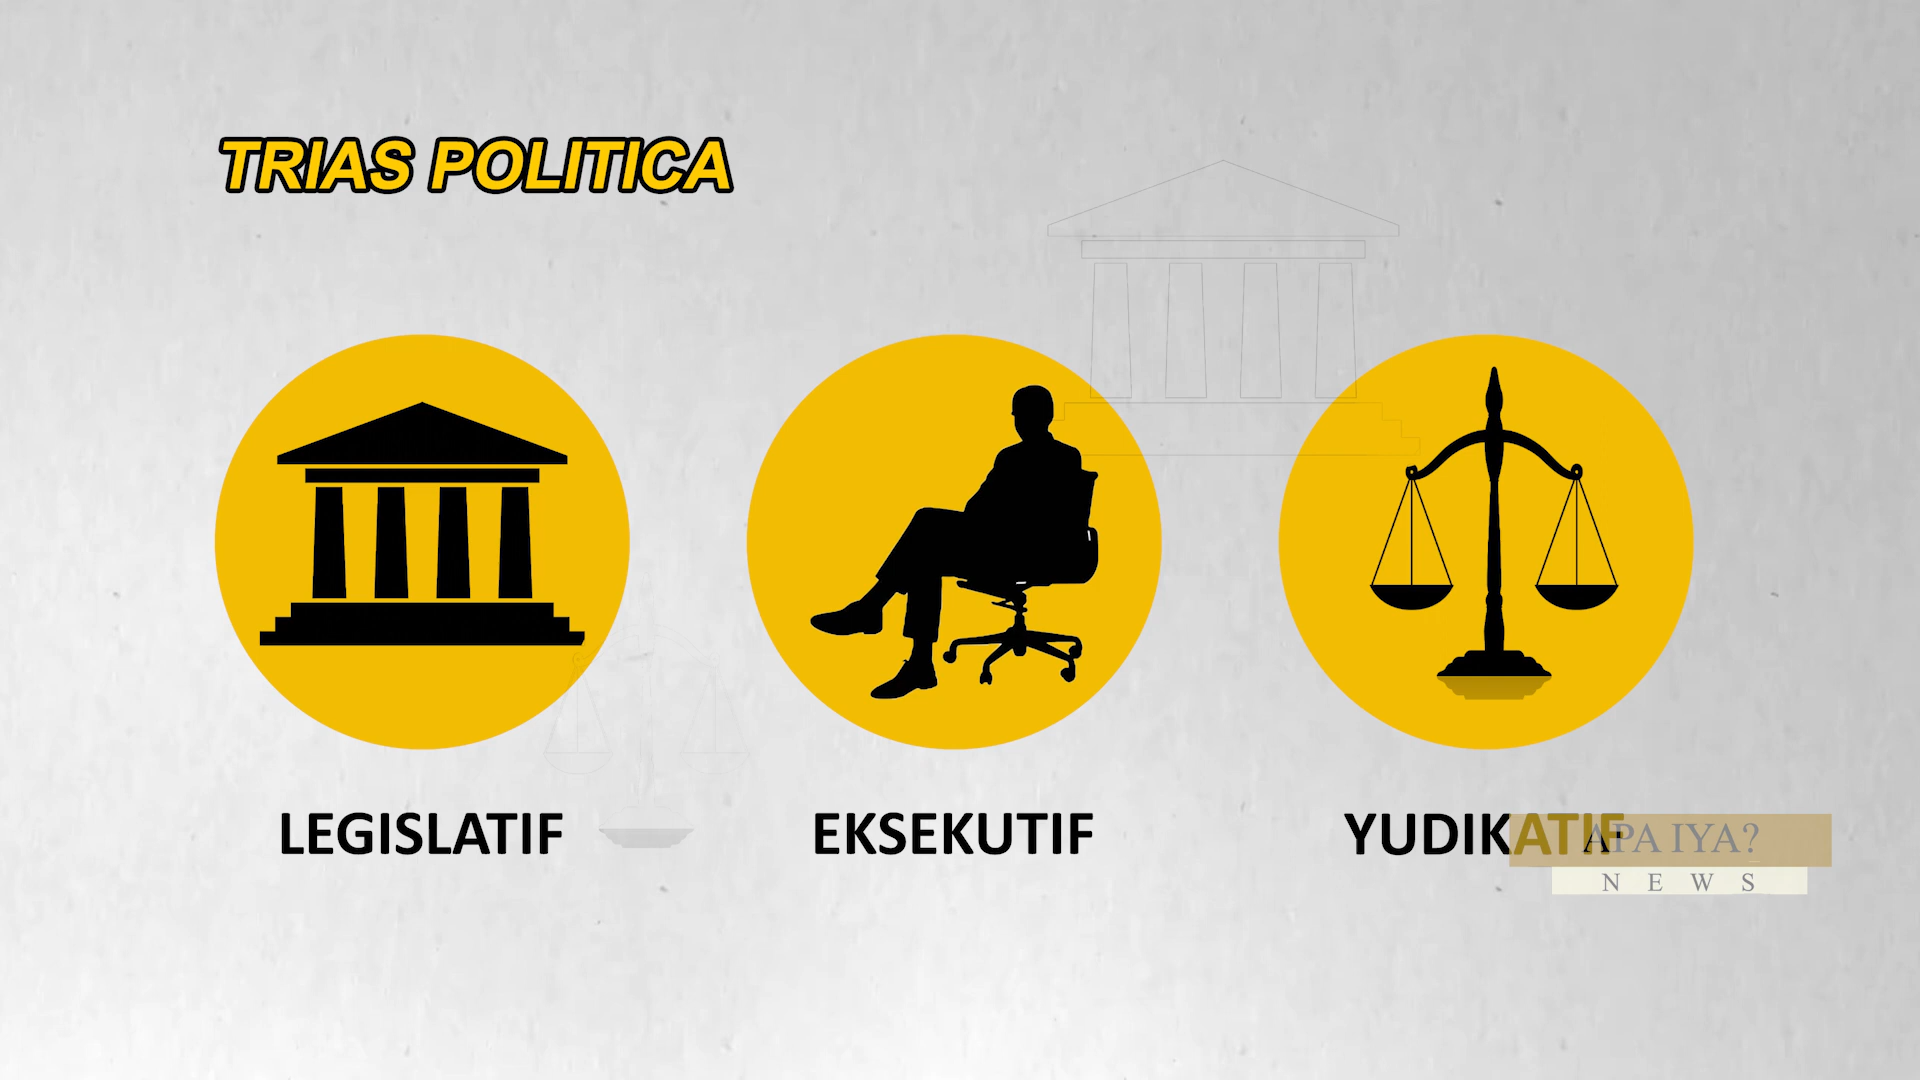 TRIAS POLITICA
LEGISLATIF
EKSEKUTIF
YUDIKATIF
APA IYA?
NEWS